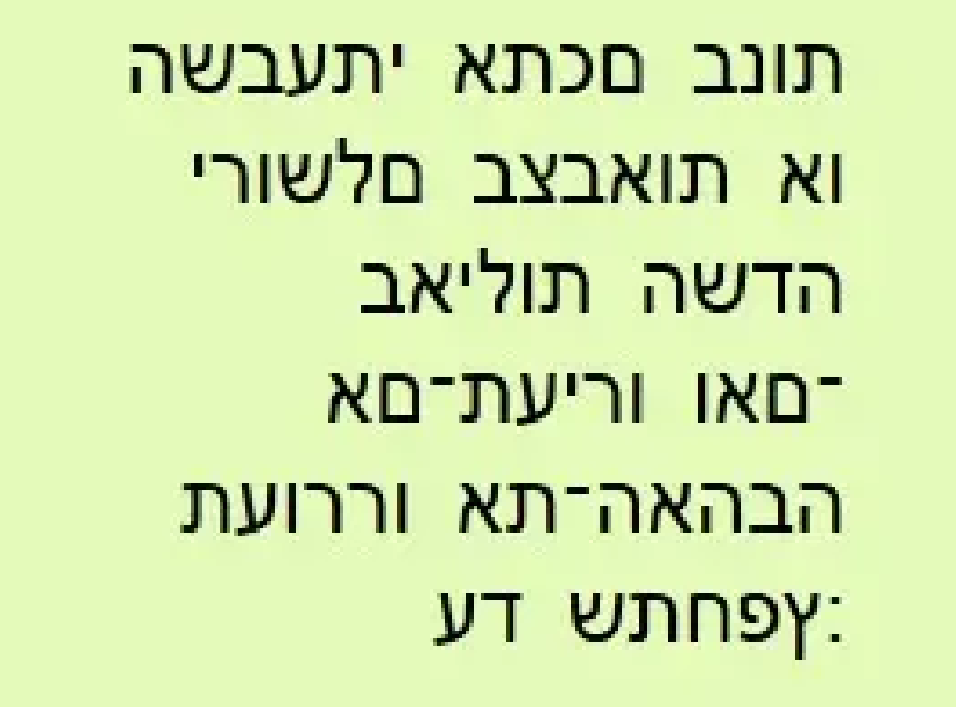 השבעתי אתכם בנות
ירושלם בצבאות או
באילות השדה
אם־תעירו ואם־
תעוררו את־האהבה
עד שתחפץ: